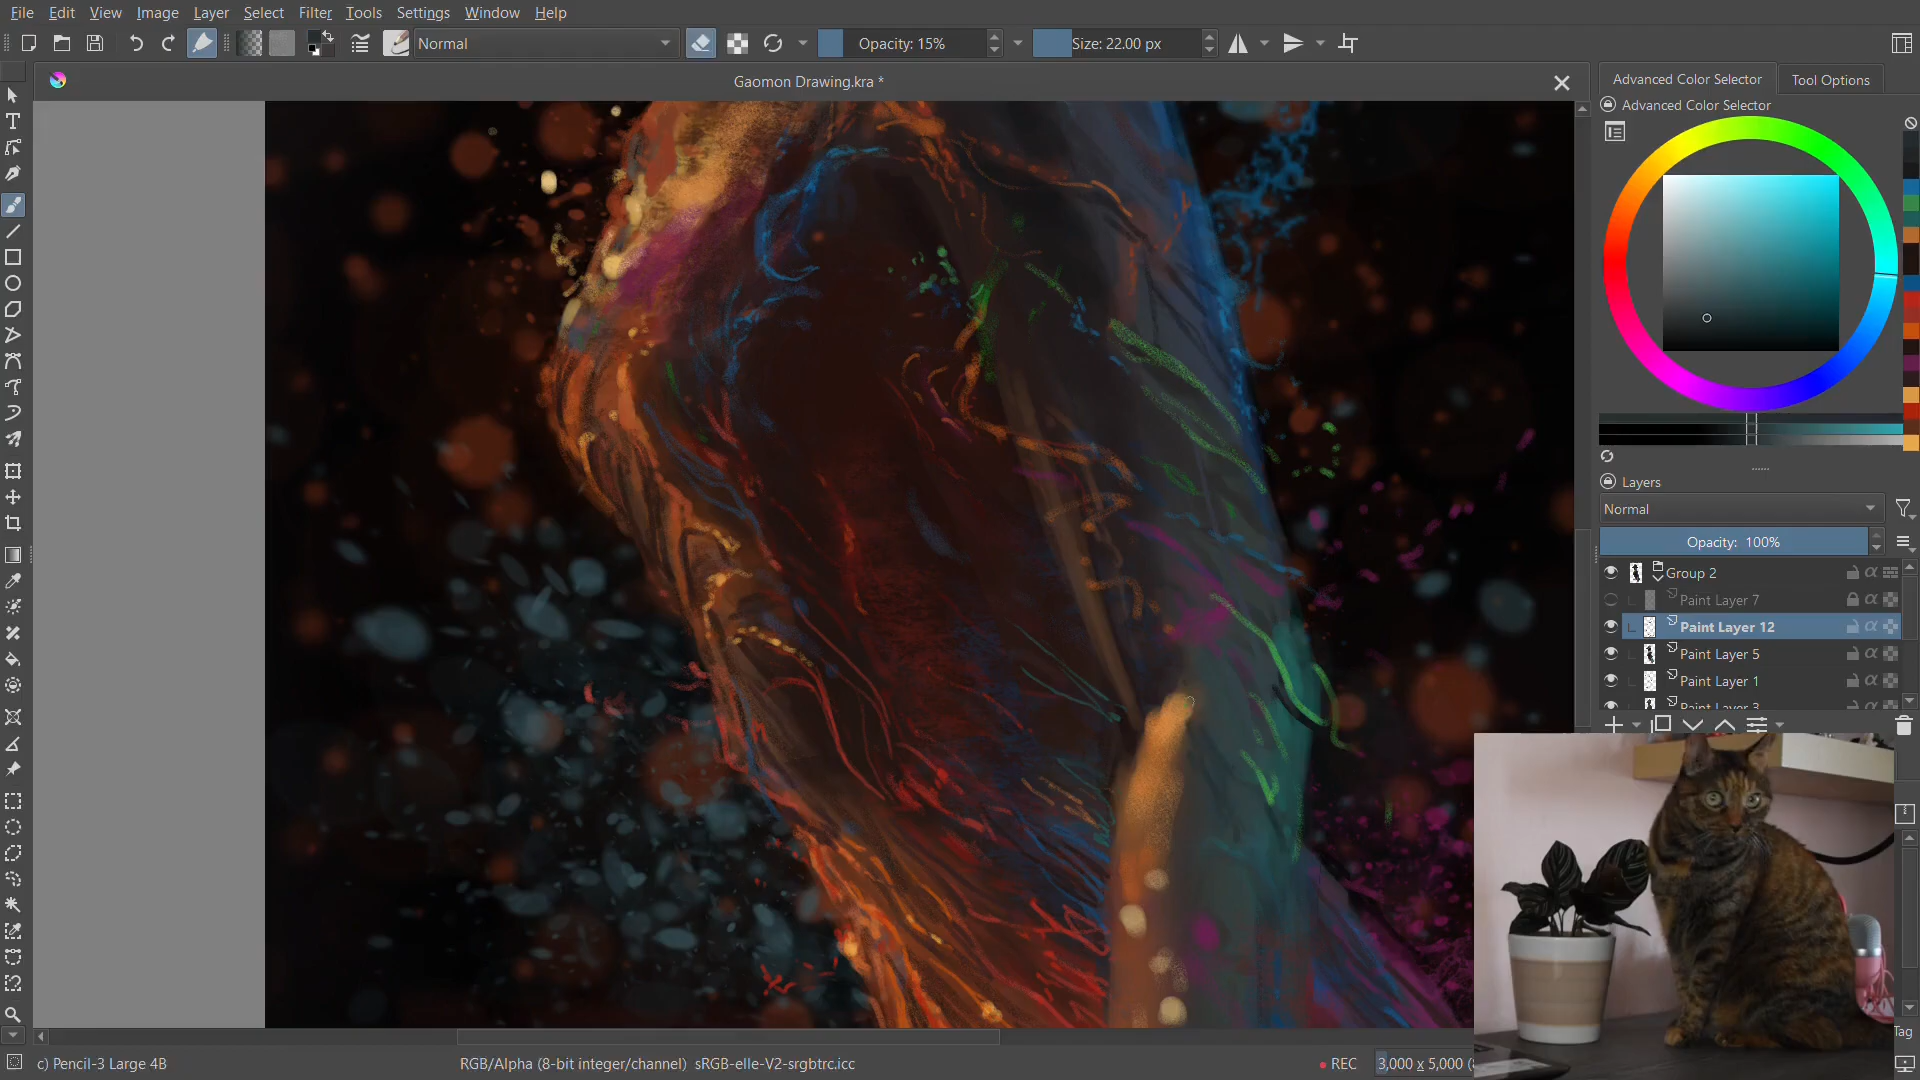 File Edit View Image Layer Select Filter Tools Settings Window Help
Normal
Opacity: 15%
Size: 22.00 px
Gaomon Drawing.kra *
Advanced Color Selector
Tool Options
Advanced Color Selector
Layers
Normal
Opacity: 100%
Group 2
Paint Layer 7
Paint Layer 12
Paint Layer 5
Paint Layer 1
Paint Layer 3
Tag
c) Pencil-3 Large 4B
RGB/Alpha (8-bit integer/channel) sRGB-elle-V2-srgbtrc.icc
REC
3,000 x 5,000 (